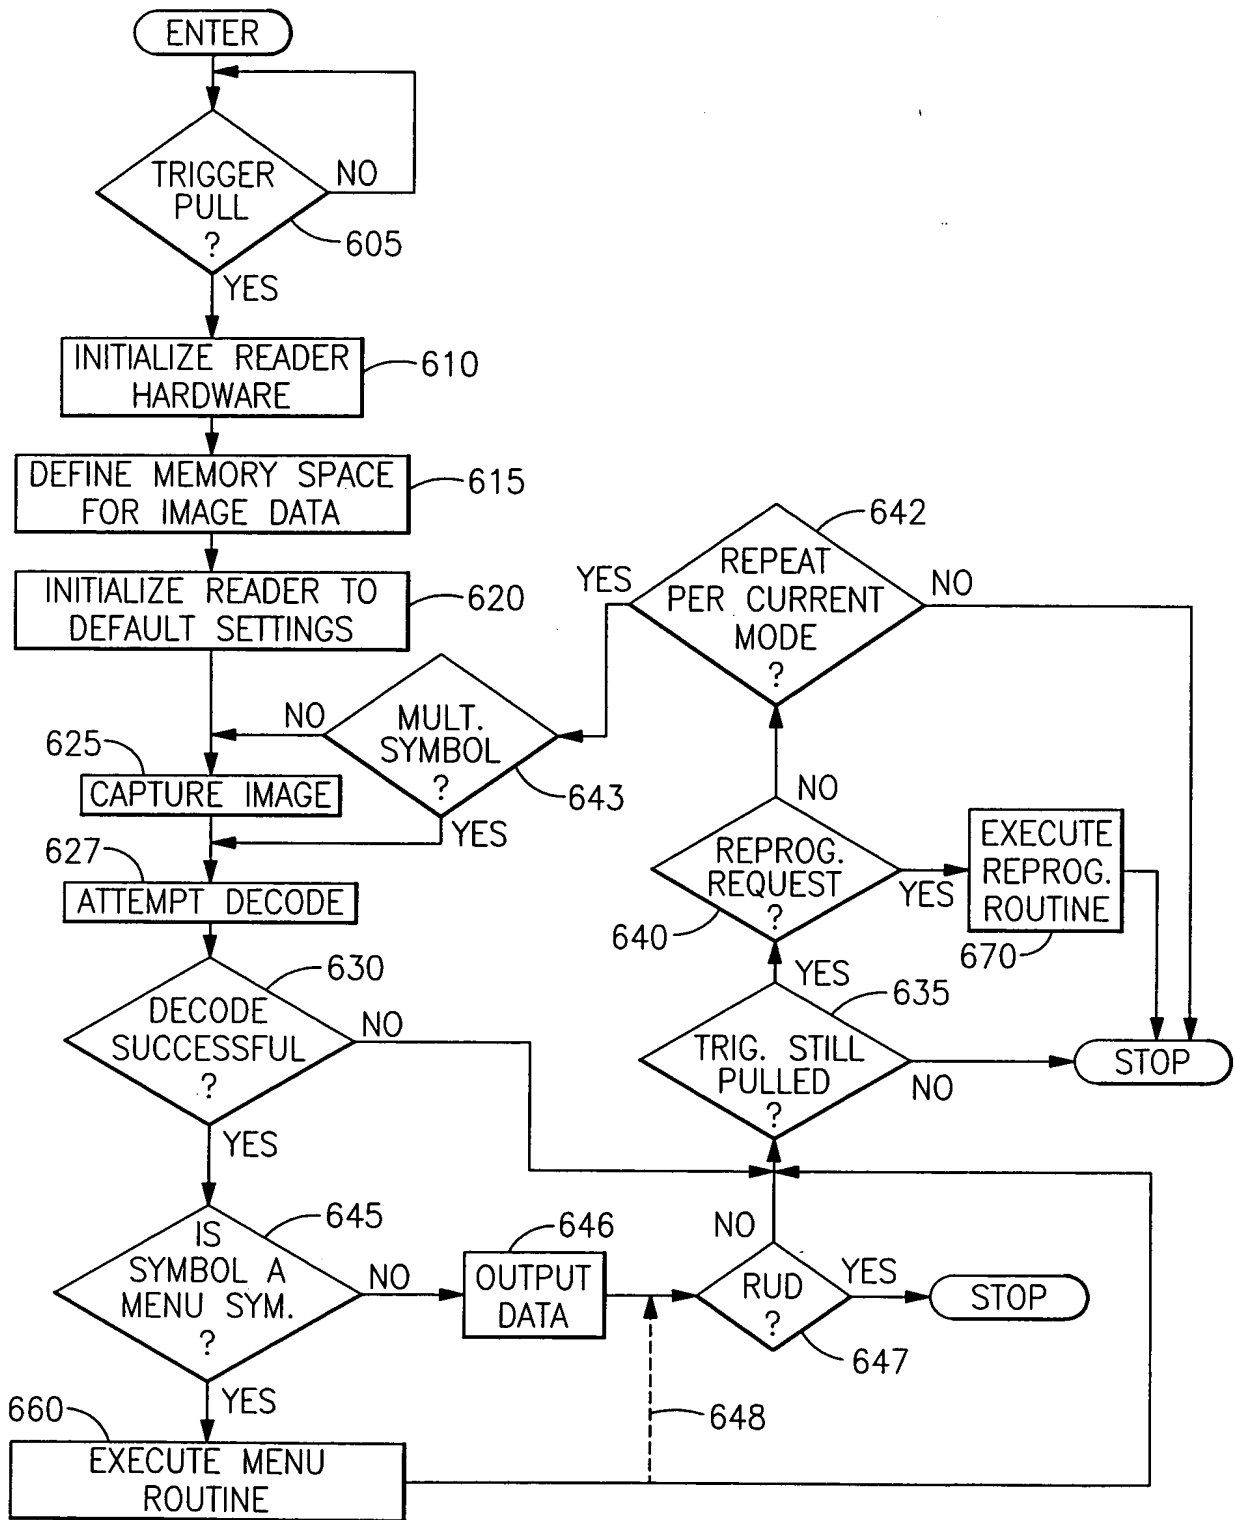 ENTER
TRIGGER
PULL
?
NO
605
YES
INITIALIZE READER
HARDWARE
610
DEFINE MEMORY SPACE
FOR IMAGE DATA
615
INITIALIZE READER TO
DEFAULT SETTINGS
620
625
CAPTURE IMAGE
627
ATTEMPT DECODE
NO
MULT.
SYMBOL
?
643
YES
YES
REPEAT
PER CURRENT
MODE
?
642
NO
NO
REPROG.
REQUEST
?
640
YES
EXECUTE
REPROG.
ROUTINE
670
YES
635
TRIG. STILL
PULLED
?
NO
STOP
630
DECODE
SUCCESSFUL
?
NO
YES
645
IS
SYMBOL A
MENU SYM.
?
NO
646
OUTPUT
DATA
NO
RUD
?
647
YES
STOP
648
YES
660
EXECUTE MENU
ROUTINE